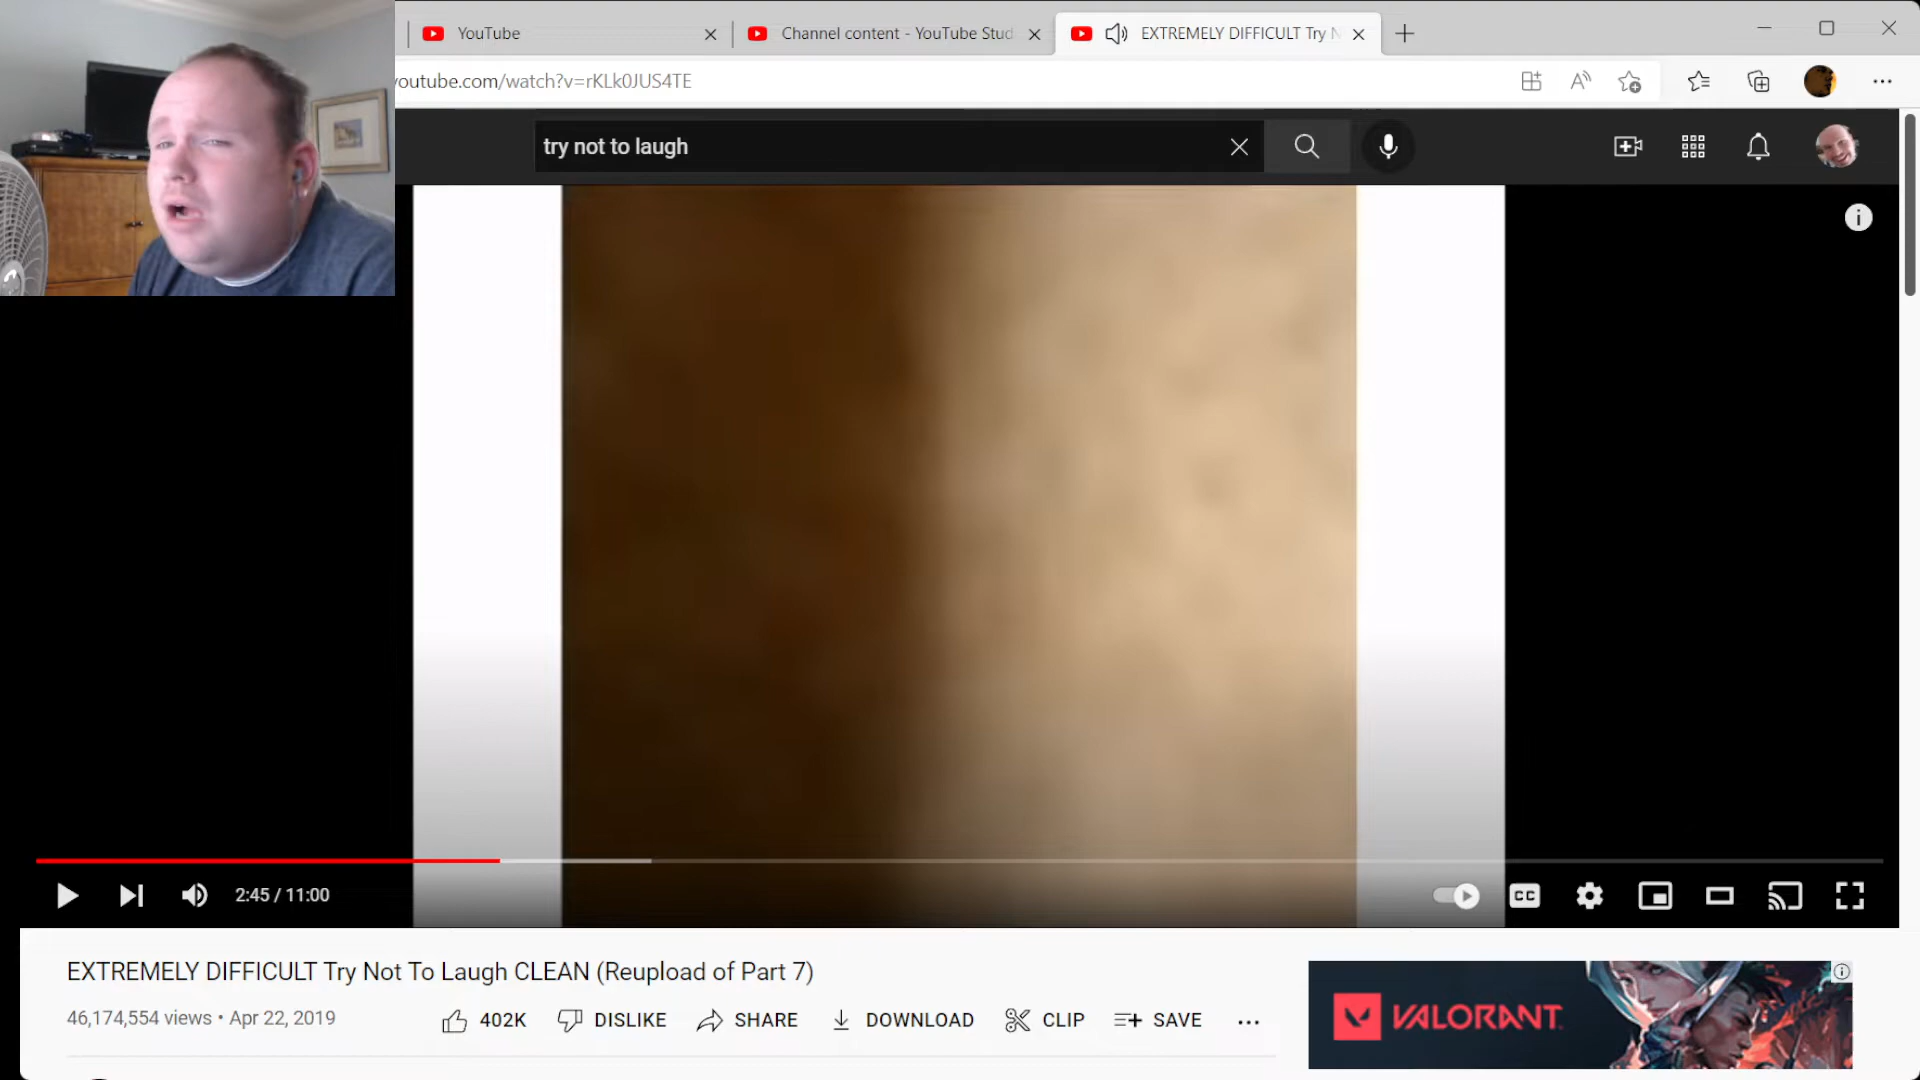 YouTube
Channel content - YouTube Stud
EXTREMELY DIFFICULT Try N
youtube.com/watch?v=rKLk0JUS4TE
try not to laugh
2:45 / 11:00
CC
EXTREMELY DIFFICULT Try Not To Laugh CLEAN (Reupload of Part 7)
46,174,554 views • Apr 22, 2019
402K
DISLIKE
SHARE
DOWNLOAD
CLIP
SAVE
VALORANT